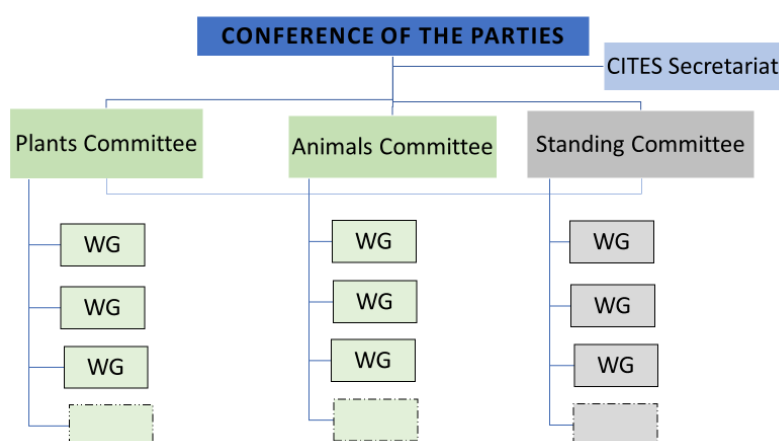 CONFERENCE OF THE PARTIES
CITES Secretariat
Plants Committee
Animals Committee
Standing Committee
WG
WG
WG
WG
WG
WG
WG
WG
WG